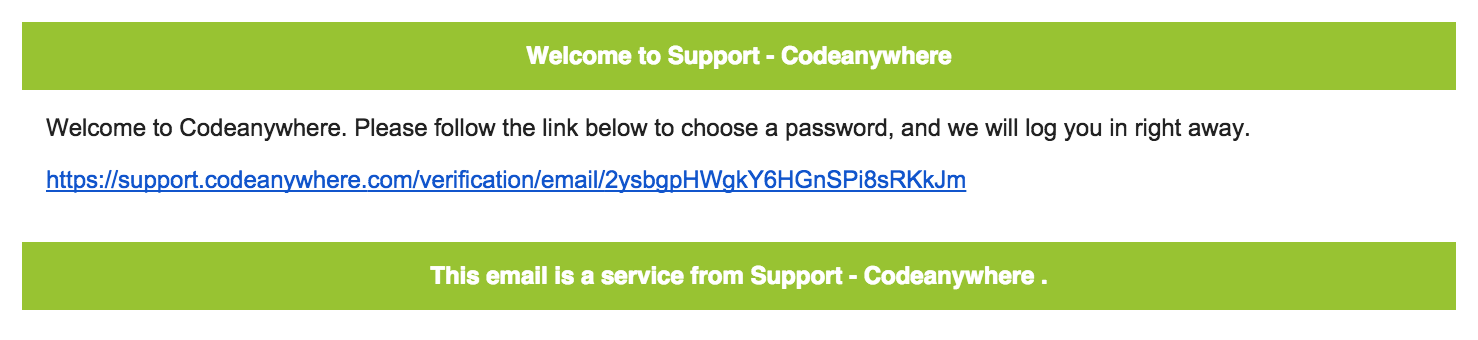 Welcome to Support - Codeanywhere
Welcome to Codeanywhere. Please follow the link below to choose a password, and we will log you in right away.
https://support.codeanywhere.com/verification/email/2ysbgpHWgkY6HGnSPi8sRKkJm
This email is a service from Support - Codeanywhere .